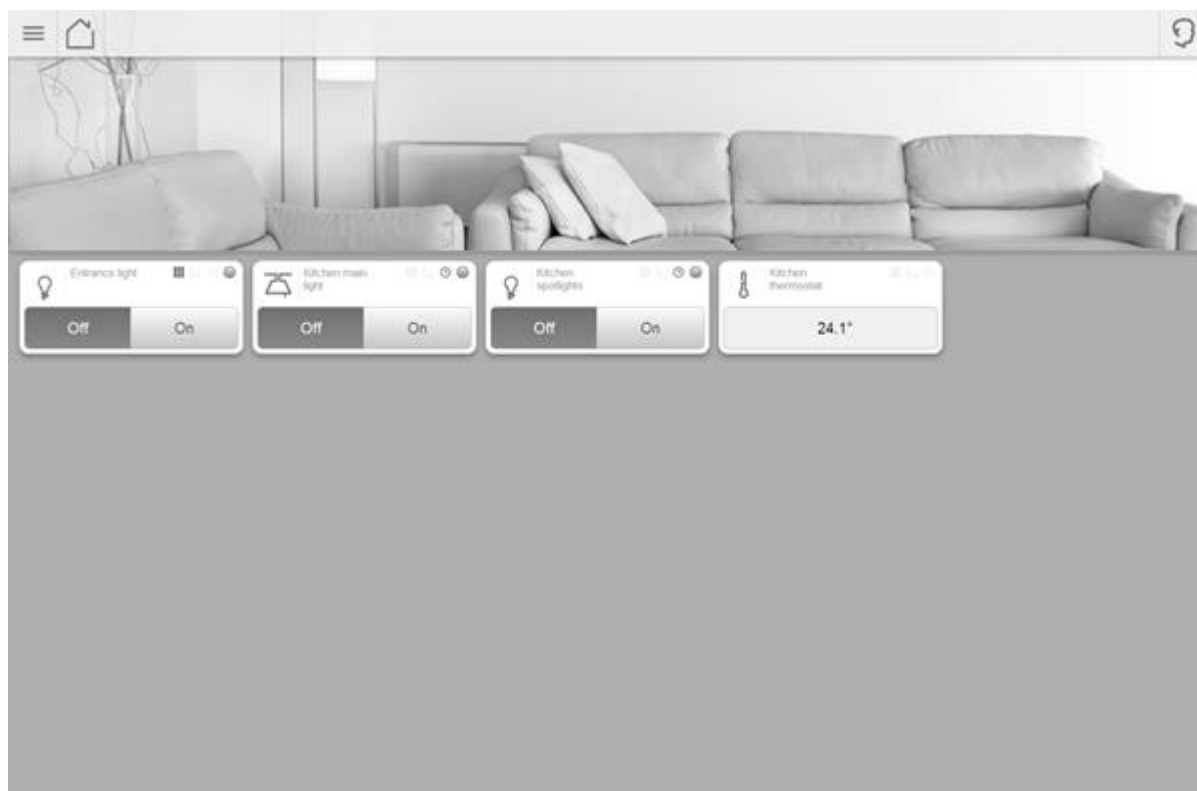 Entrance light
Off On
Kitchen main
light
Off On
Kitchen
spotlights
Off On
Kitchen
thermostat
24.1°